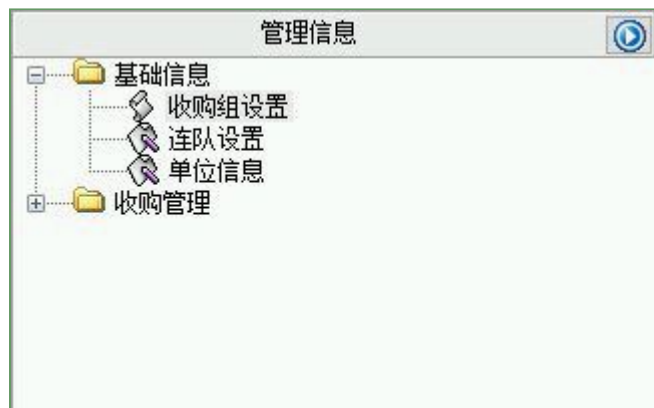 管理信息
基础信息
收购组设置
连队设置
单位信息
收购管理